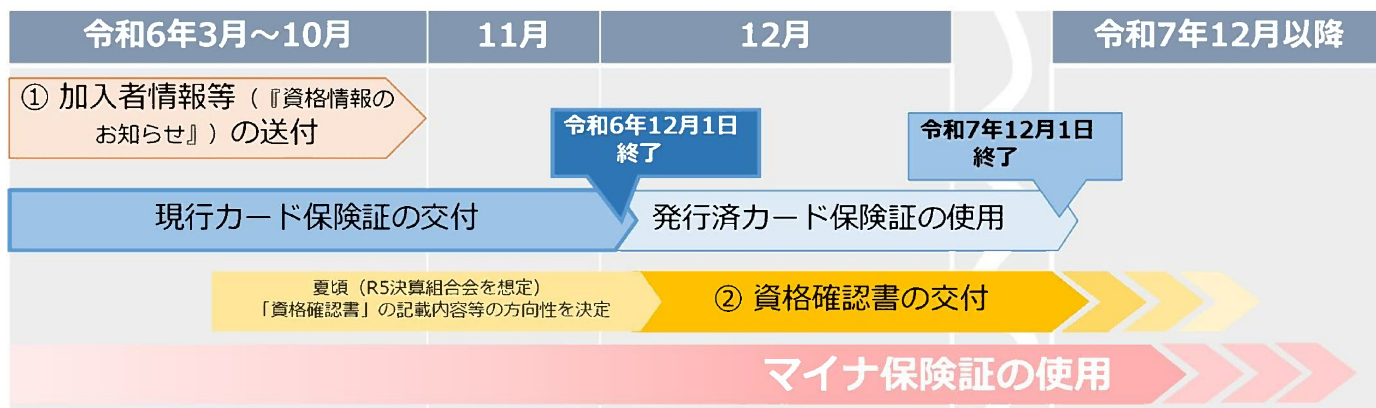 令和6年3月～10月
11月
12月
令和7年12月以降
① 加入者情報等（『資格情報の
お知らせ』）の送付
令和6年12月1日
終了
令和7年12月1日
終了
現行カード保険証の交付
発行済カード保険証の使用
夏頃（R5決算組合会を想定）
「資格確認書」の記載内容等の方向性を決定
② 資格確認書の交付
マイナ保険証の使用